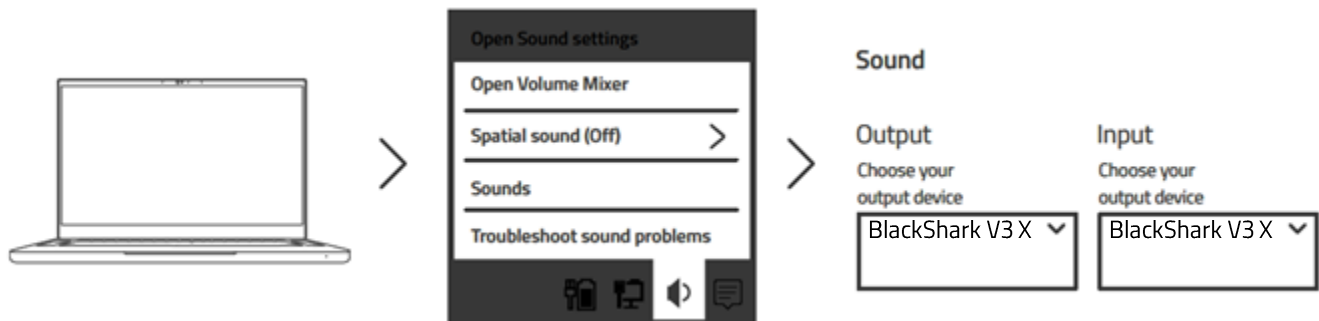 Open Sound settings
Open Volume Mixer
Spatial sound (Off)
Sounds
Troubleshoot sound problems
Sound
Output
Choose your
output device
BlackShark V3 X
Input
Choose your
output device
BlackShark V3 X